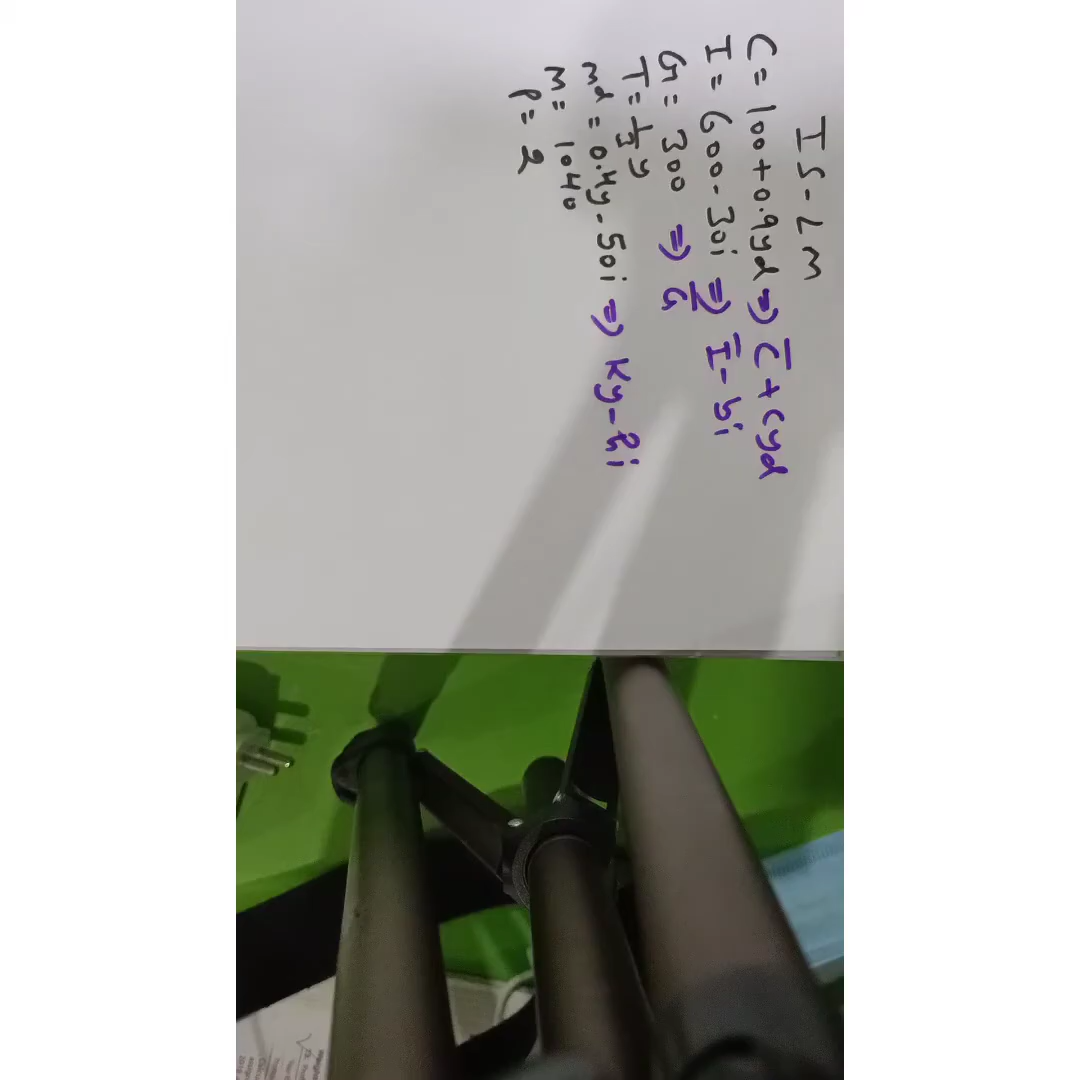 IS-LM
C = 100 + 0.9yd ⇒ C̅ + cyd
I = 600 - 30i ⇒ I̅ - bi
G = 300 ⇒ G̅
T = 1/3 y
md = 0.4y - 50i ⇒ Ky - hi
m = 1040
P = 2